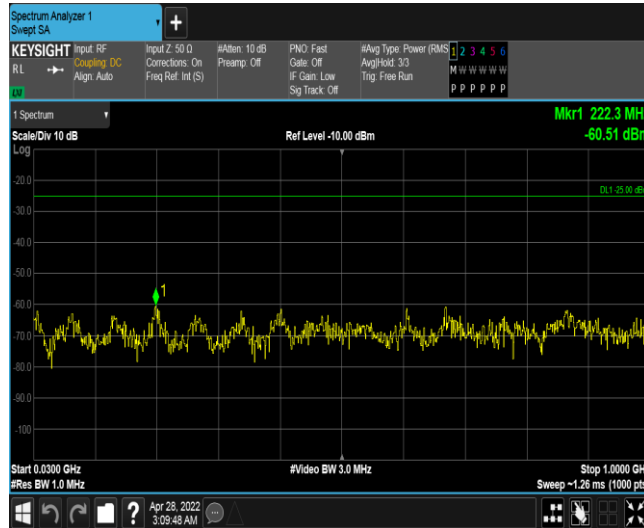 Spectrum Analyzer 1
Swept SA
+
KEYSIGHT
RL
LXI
Input: RF
Coupling: DC
Align: Auto
Input Z: 50 Ω
Corrections: On
Freq Ref: Int (S)
#Atten: 10 dB
Preamp: Off
PNO: Fast
Gate: Off
IF Gain: Low
Sig Track: Off
#Avg Type: Power (RMS
Avg|Hold: 3/3
Trig: Free Run
1 2 3 4 5 6
M W W W W W
P P P P P P
1 Spectrum
Mkr1 222.3 MH
Scale/Div 10 dB
Ref Level -10.00 dBm
-60.51 dBr
Log
-20.0
DL1 -25.00 dB
-30.0
-40.0
-50.0
1
-60.0
-70.0
-80.0
-90.0
-100
Start 0.0300 GHz
#Video BW 3.0 MHz
Stop 1.0000 GH
#Res BW 1.0 MHz
Sweep ~1.26 ms (1000 pts
?
Apr 28, 2022
3:09:48 AM